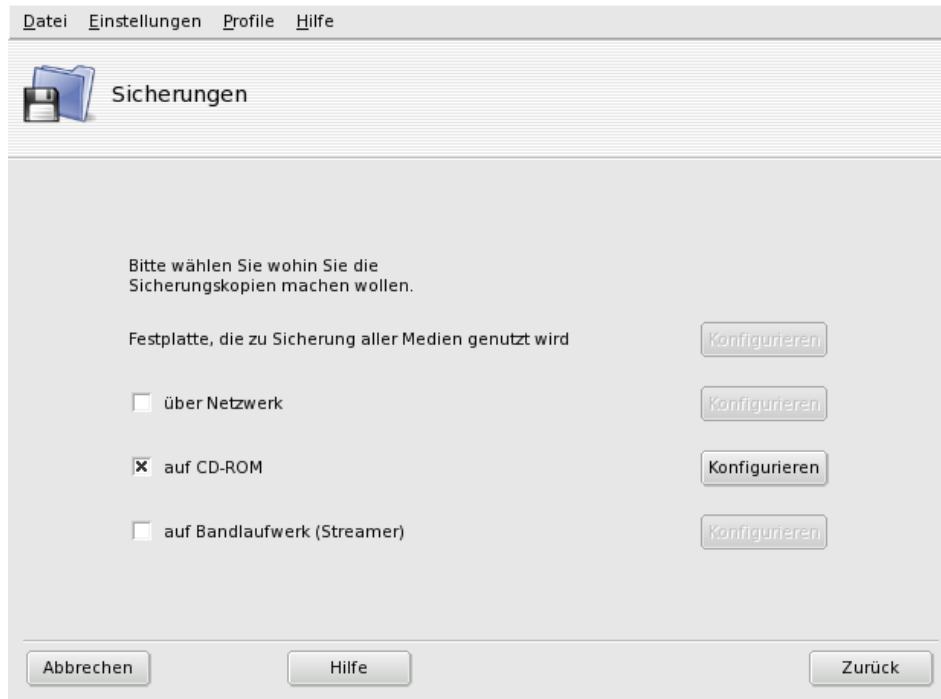 Datei Einstellungen Profile Hilfe
Sicherungen
Bitte wählen Sie wohin Sie die
Sicherungskopien machen wollen.
Festplatte, die zu Sicherung aller Medien genutzt wird Konfigurieren
über Netzwerk Konfigurieren
auf CD-ROM Konfigurieren
auf Bandlaufwerk (Streamer) Konfigurieren
Abbrechen Hilfe Zurück